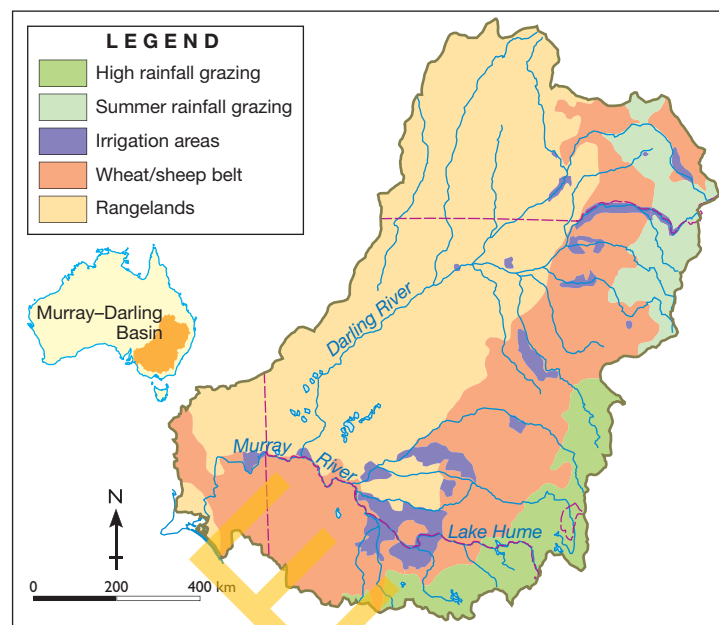 LEGEND
High rainfall grazing
Summer rainfall grazing
Irrigation areas
Wheat/sheep belt
Rangelands
Murray–Darling
Basin
Darling River
Murray
River
Lake Hume
N
0 200 400 km